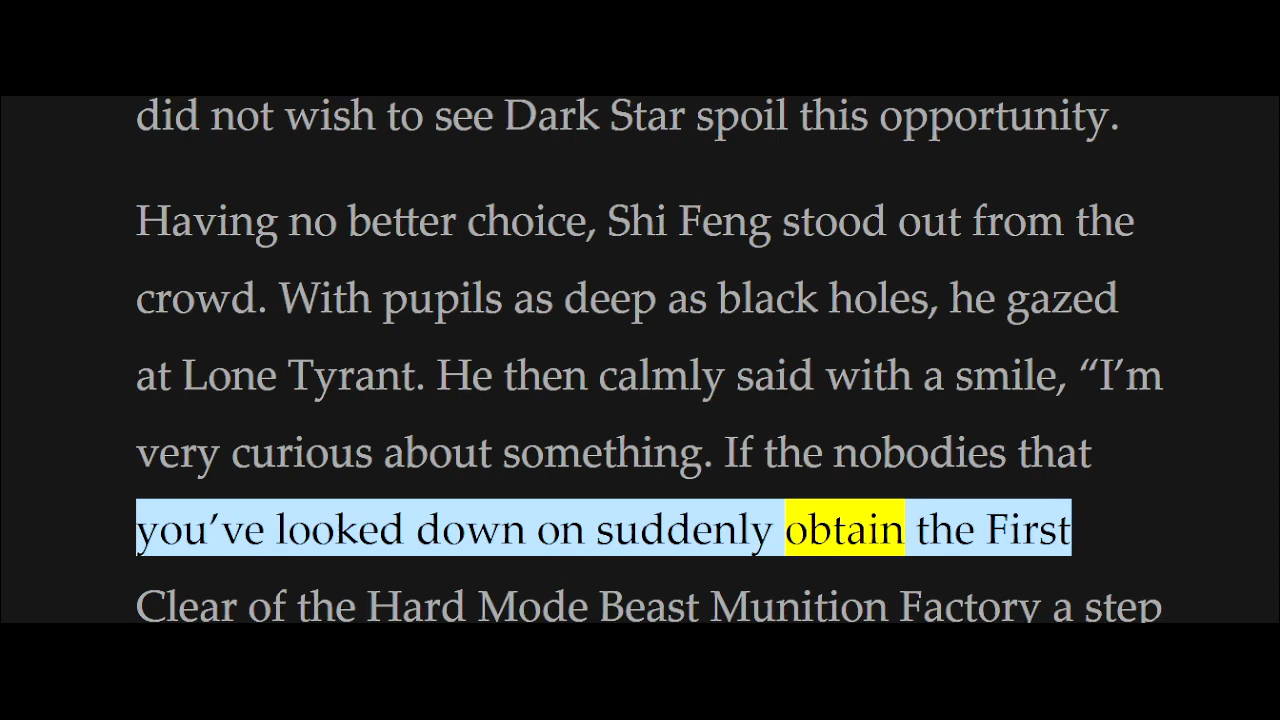 did not wish to see Dark Star spoil this opportunity.
Having no better choice, Shi Feng stood out from the
crowd. With pupils as deep as black holes, he gazed
at Lone Tyrant. He then calmly said with a smile, “I’m
very curious about something. If the nobodies that
you’ve looked down on suddenly obtain the First
Clear of the Hard Mode Beast Munition Factory a step